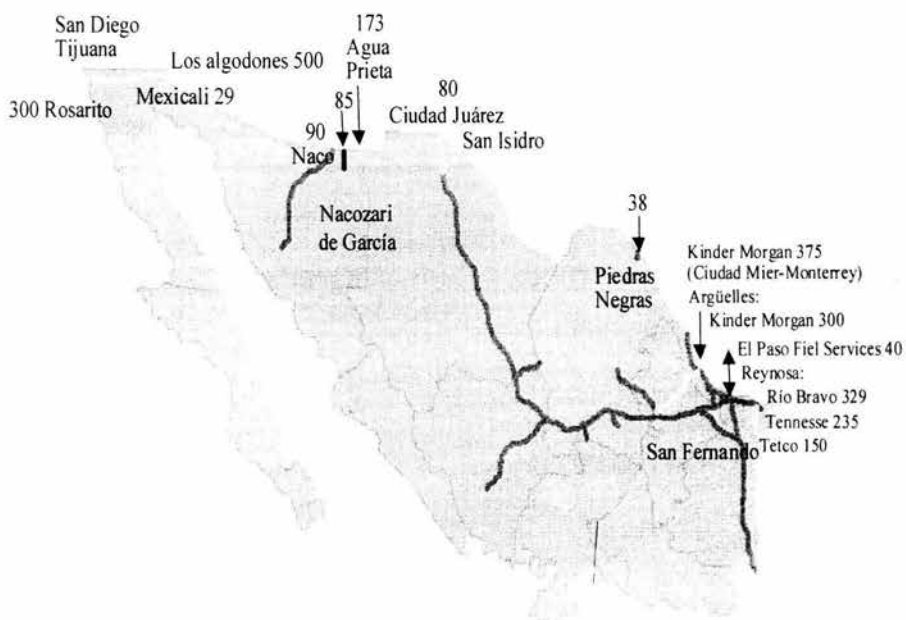 San Diego
Tijuana
Los algodones 500
173
Agua
Prieta
300 Rosarito
Mexicali 29
85
80
Ciudad Juárez
San Isidro
90
Naco
Nacozari
de García
38
Piedras
Negras
Kinder Morgan 375
(Ciudad Mier-Monterrey)
Argüelles:
Kinder Morgan 300
El Paso Fiel Services 40
Reynosa:
Río Bravo 329
Tennesse 235
San Fernando
Tetco 150